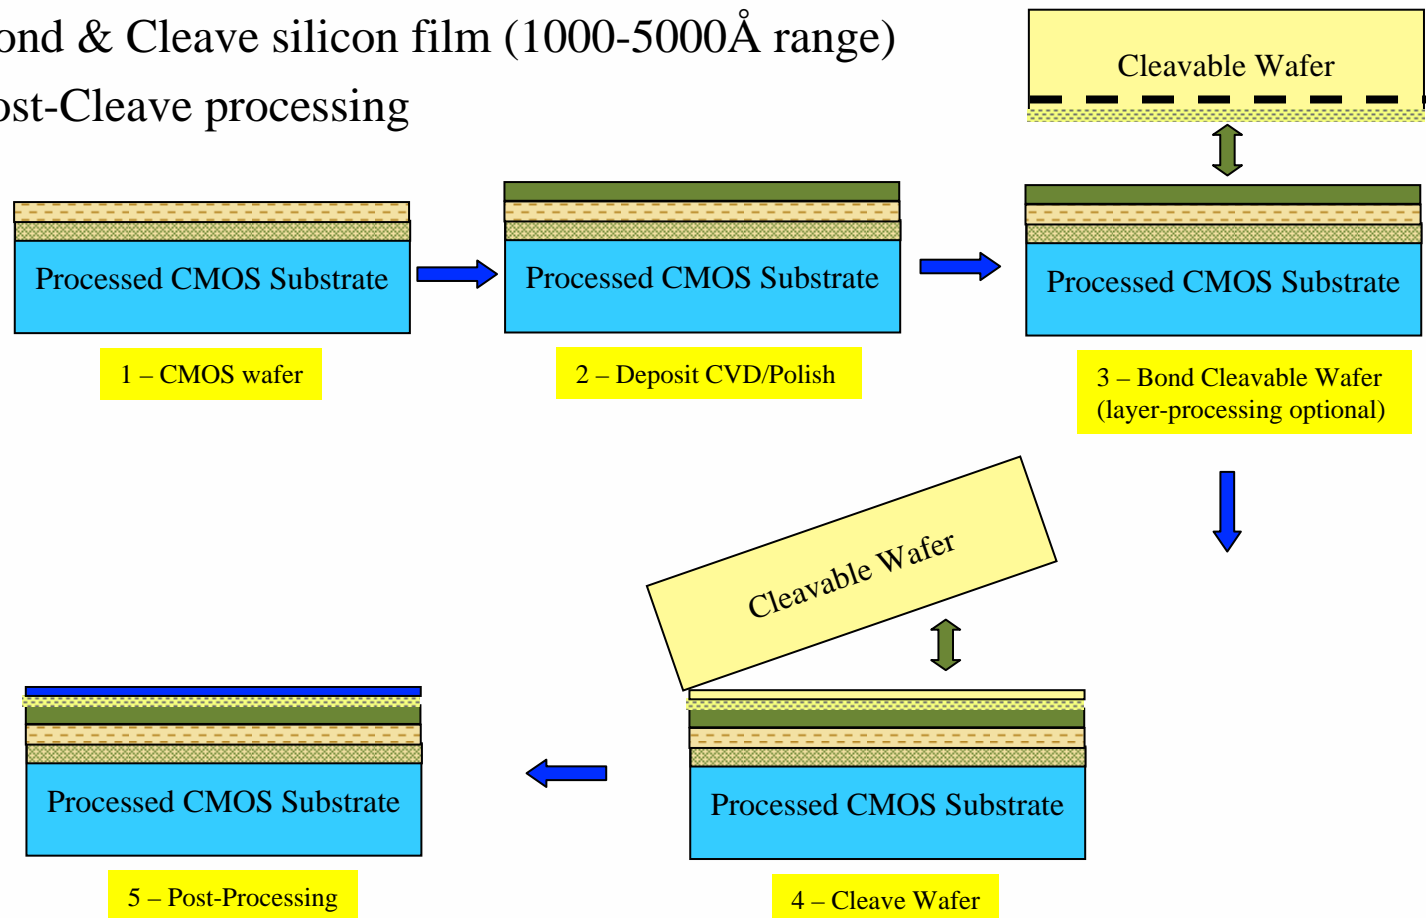 ond & Cleave silicon film (1000-5000Å range)
ost-Cleave processing
Cleavable Wafer
Processed CMOS Substrate
Processed CMOS Substrate
Processed CMOS Substrate
1 – CMOS wafer
2 – Deposit CVD/Polish
3 – Bond Cleavable Wafer
(layer-processing optional)
Cleavable Wafer
Processed CMOS Substrate
Processed CMOS Substrate
5 – Post-Processing
4 – Cleave Wafer